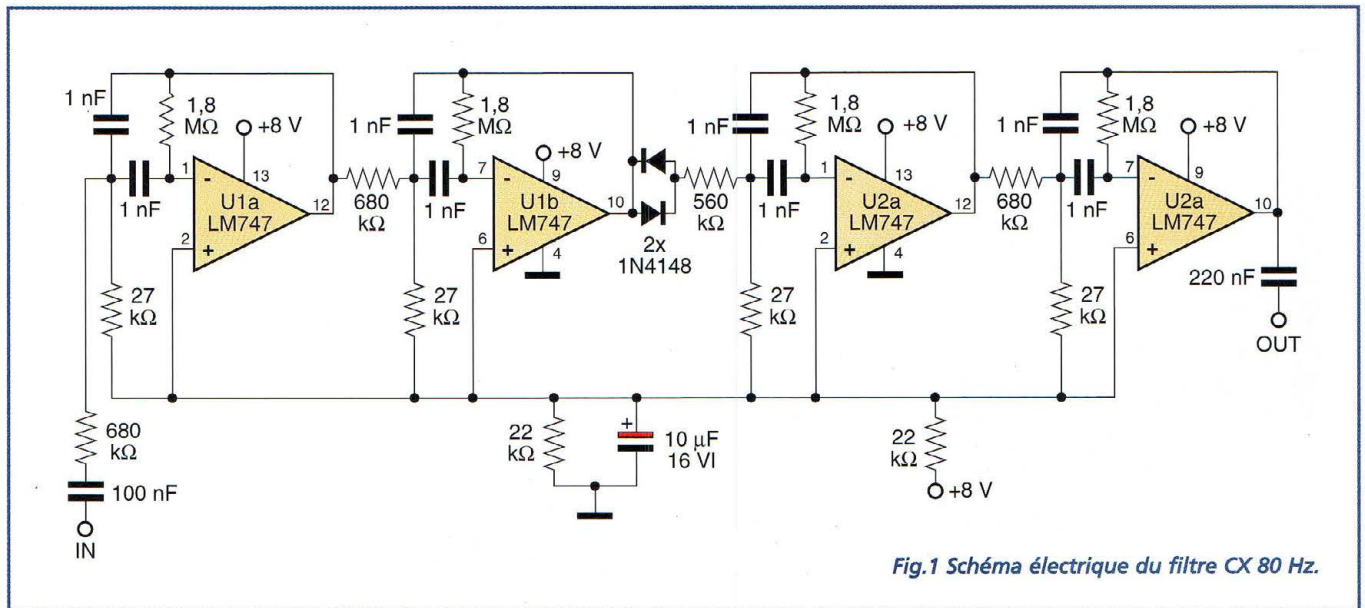 1 nF
1,8
MΩ
+8 V
1
-
13
U1a
LM747
12
2
+
1 nF
27
kΩ
680
kΩ
100 nF
IN
680
kΩ
1 nF
1,8
MΩ
+8 V
7
-
9
U1b
LM747
10
6
+
4
1 nF
27
kΩ
2x
1N4148
560
kΩ
22
kΩ
+
10 µF
16 Vl
1 nF
1,8
MΩ
+8 V
1
-
13
U2a
LM747
12
2
+
4
1 nF
27
kΩ
680
kΩ
22
kΩ
+8 V
1 nF
1,8
MΩ
+8 V
7
-
9
U2a
LM747
10
6
+
1 nF
27
kΩ
220 nF
OUT
Fig.1 Schéma électrique du filtre CX 80 Hz.